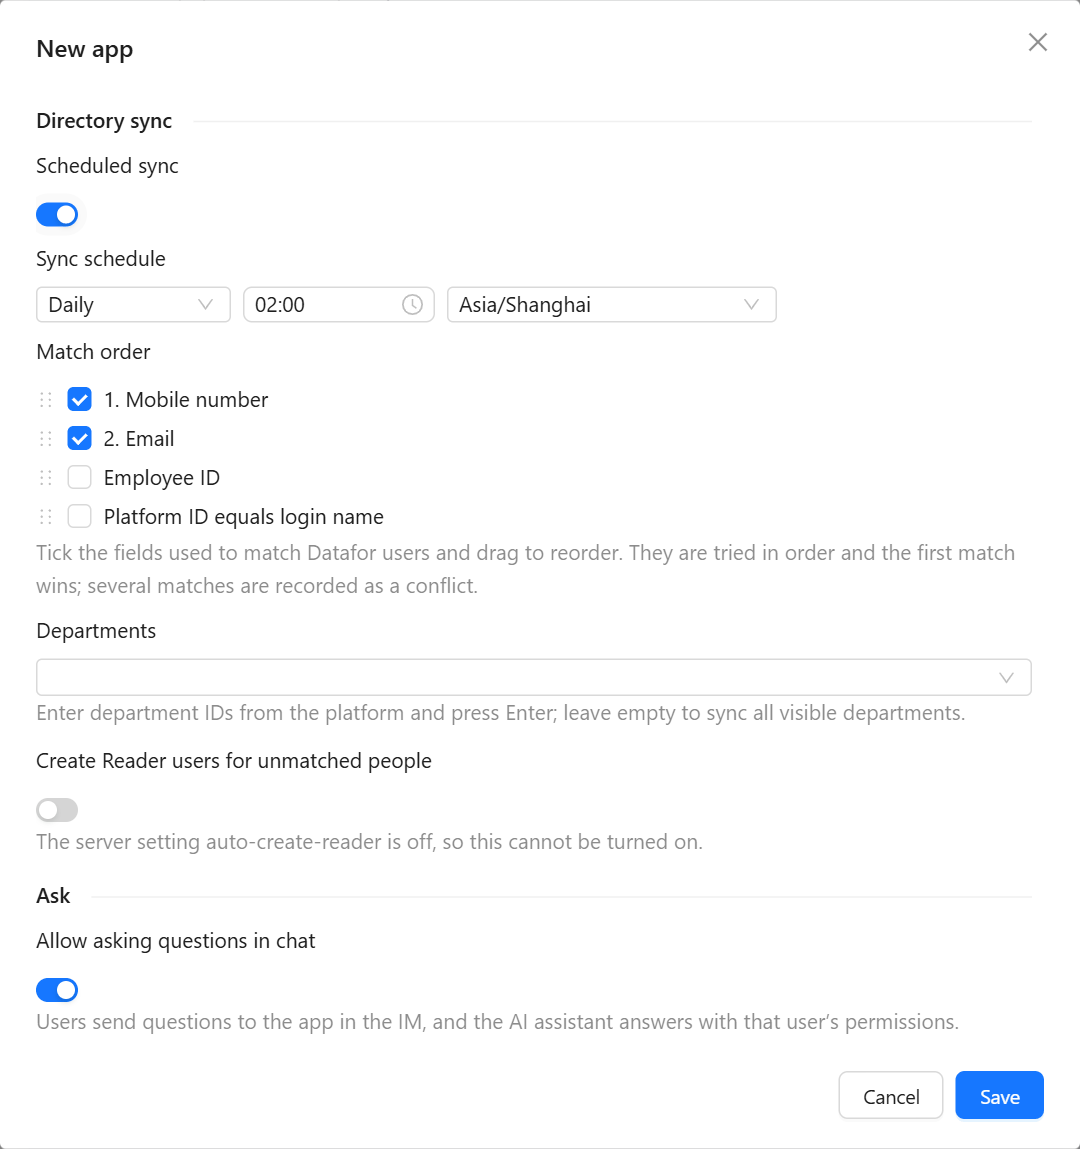 New app
Directory sync
Scheduled sync
Sync schedule
Daily
02:00
Asia/Shanghai
Match order
1. Mobile number
2. Email
Employee ID
Platform ID equals login name
Tick the fields used to match Datafor users and drag to reorder. They are tried in order and the first match
wins; several matches are recorded as a conflict.
Departments
Enter department IDs from the platform and press Enter; leave empty to sync all visible departments.
Create Reader users for unmatched people
The server setting auto-create-reader is off, so this cannot be turned on.
Ask
Allow asking questions in chat
Users send questions to the app in the IM, and the AI assistant answers with that user’s permissions.
Cancel
Save